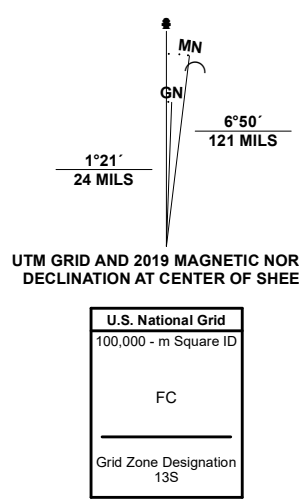 MN
GN
6°50´
121 MILS
1°21´
24 MILS
UTM GRID AND 2019 MAGNETIC NOR
DECLINATION AT CENTER OF SHEE
U.S. National Grid
100,000 - m Square ID
FC
Grid Zone Designation
13S